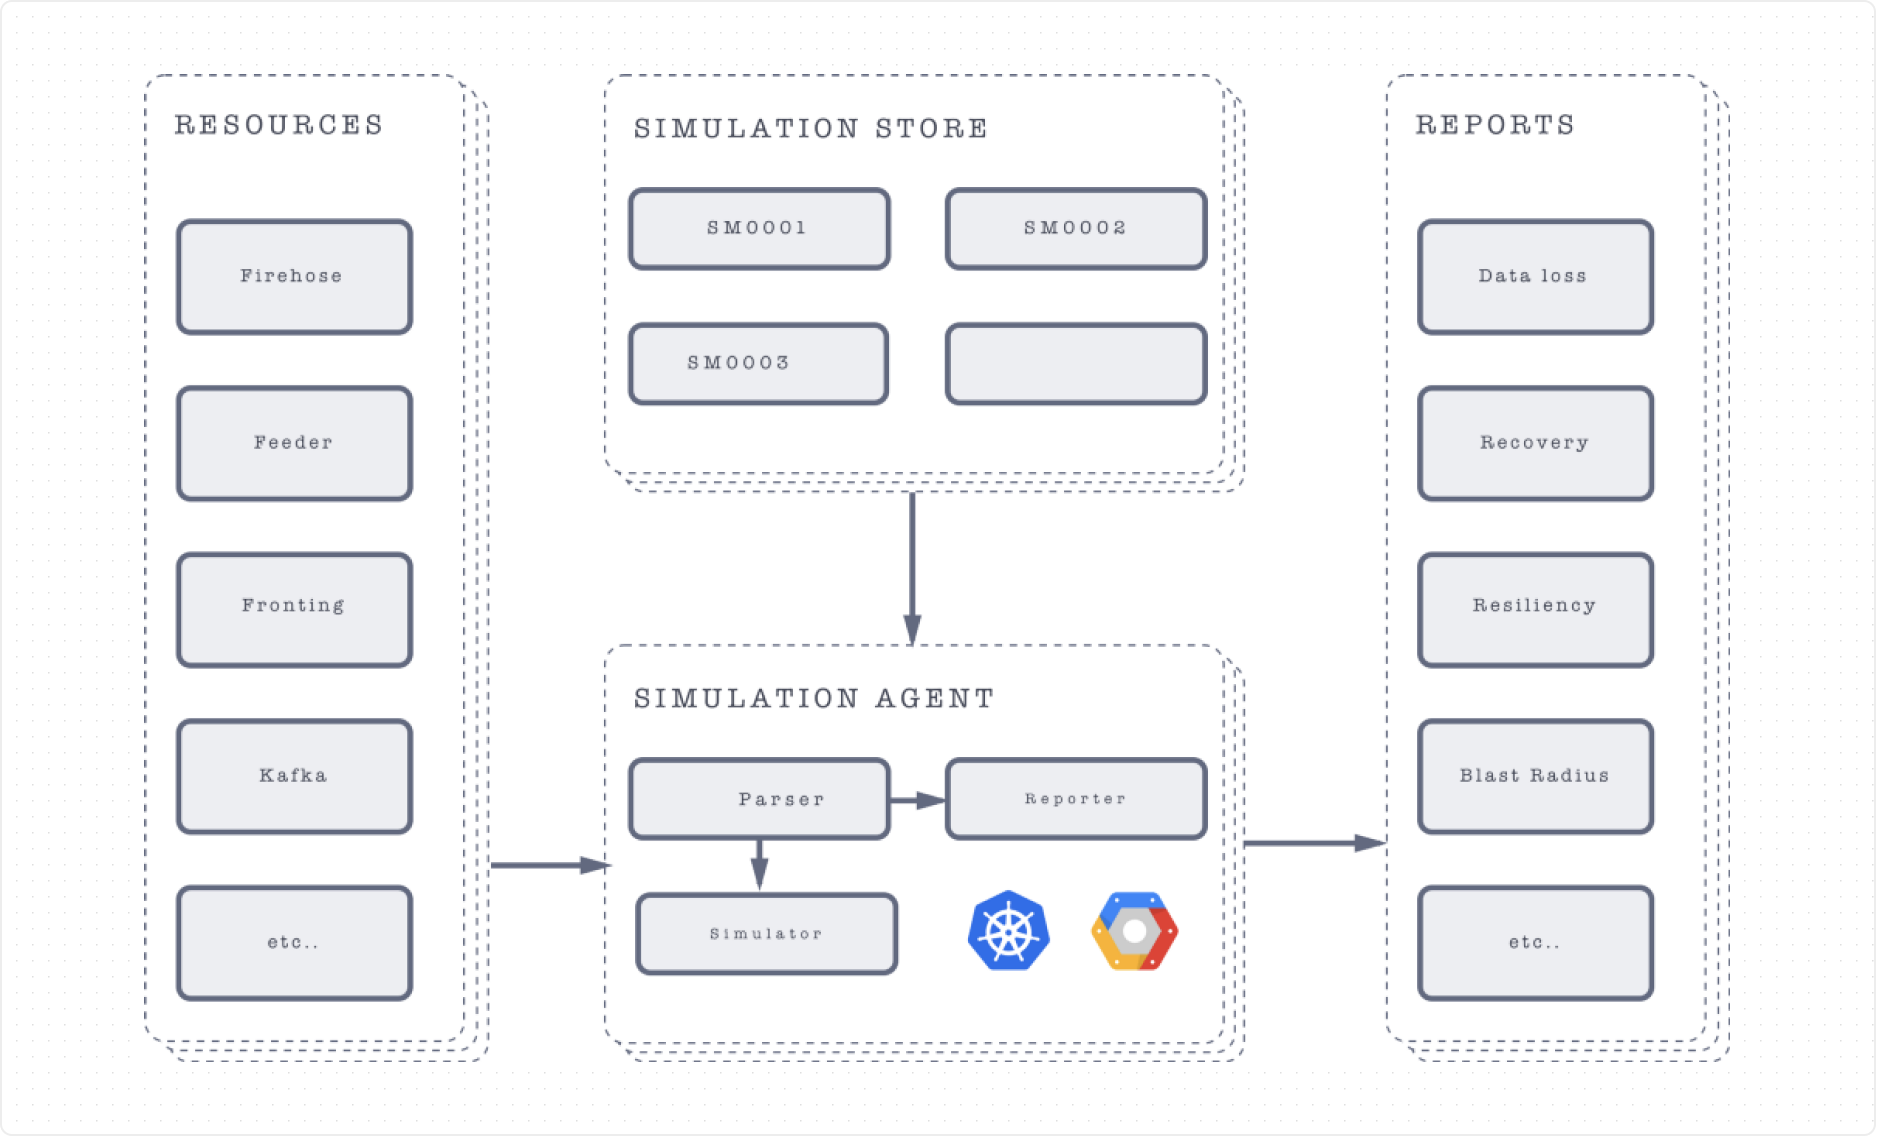 RESOURCES
Firehose
Feeder
Fronting
Kafka
etc..
SIMULATION STORE
SM0001
SM0002
SM0003
SIMULATION AGENT
Parser
Reporter
Simulator
REPORTS
Data loss
Recovery
Resiliency
Blast Radius
etc..